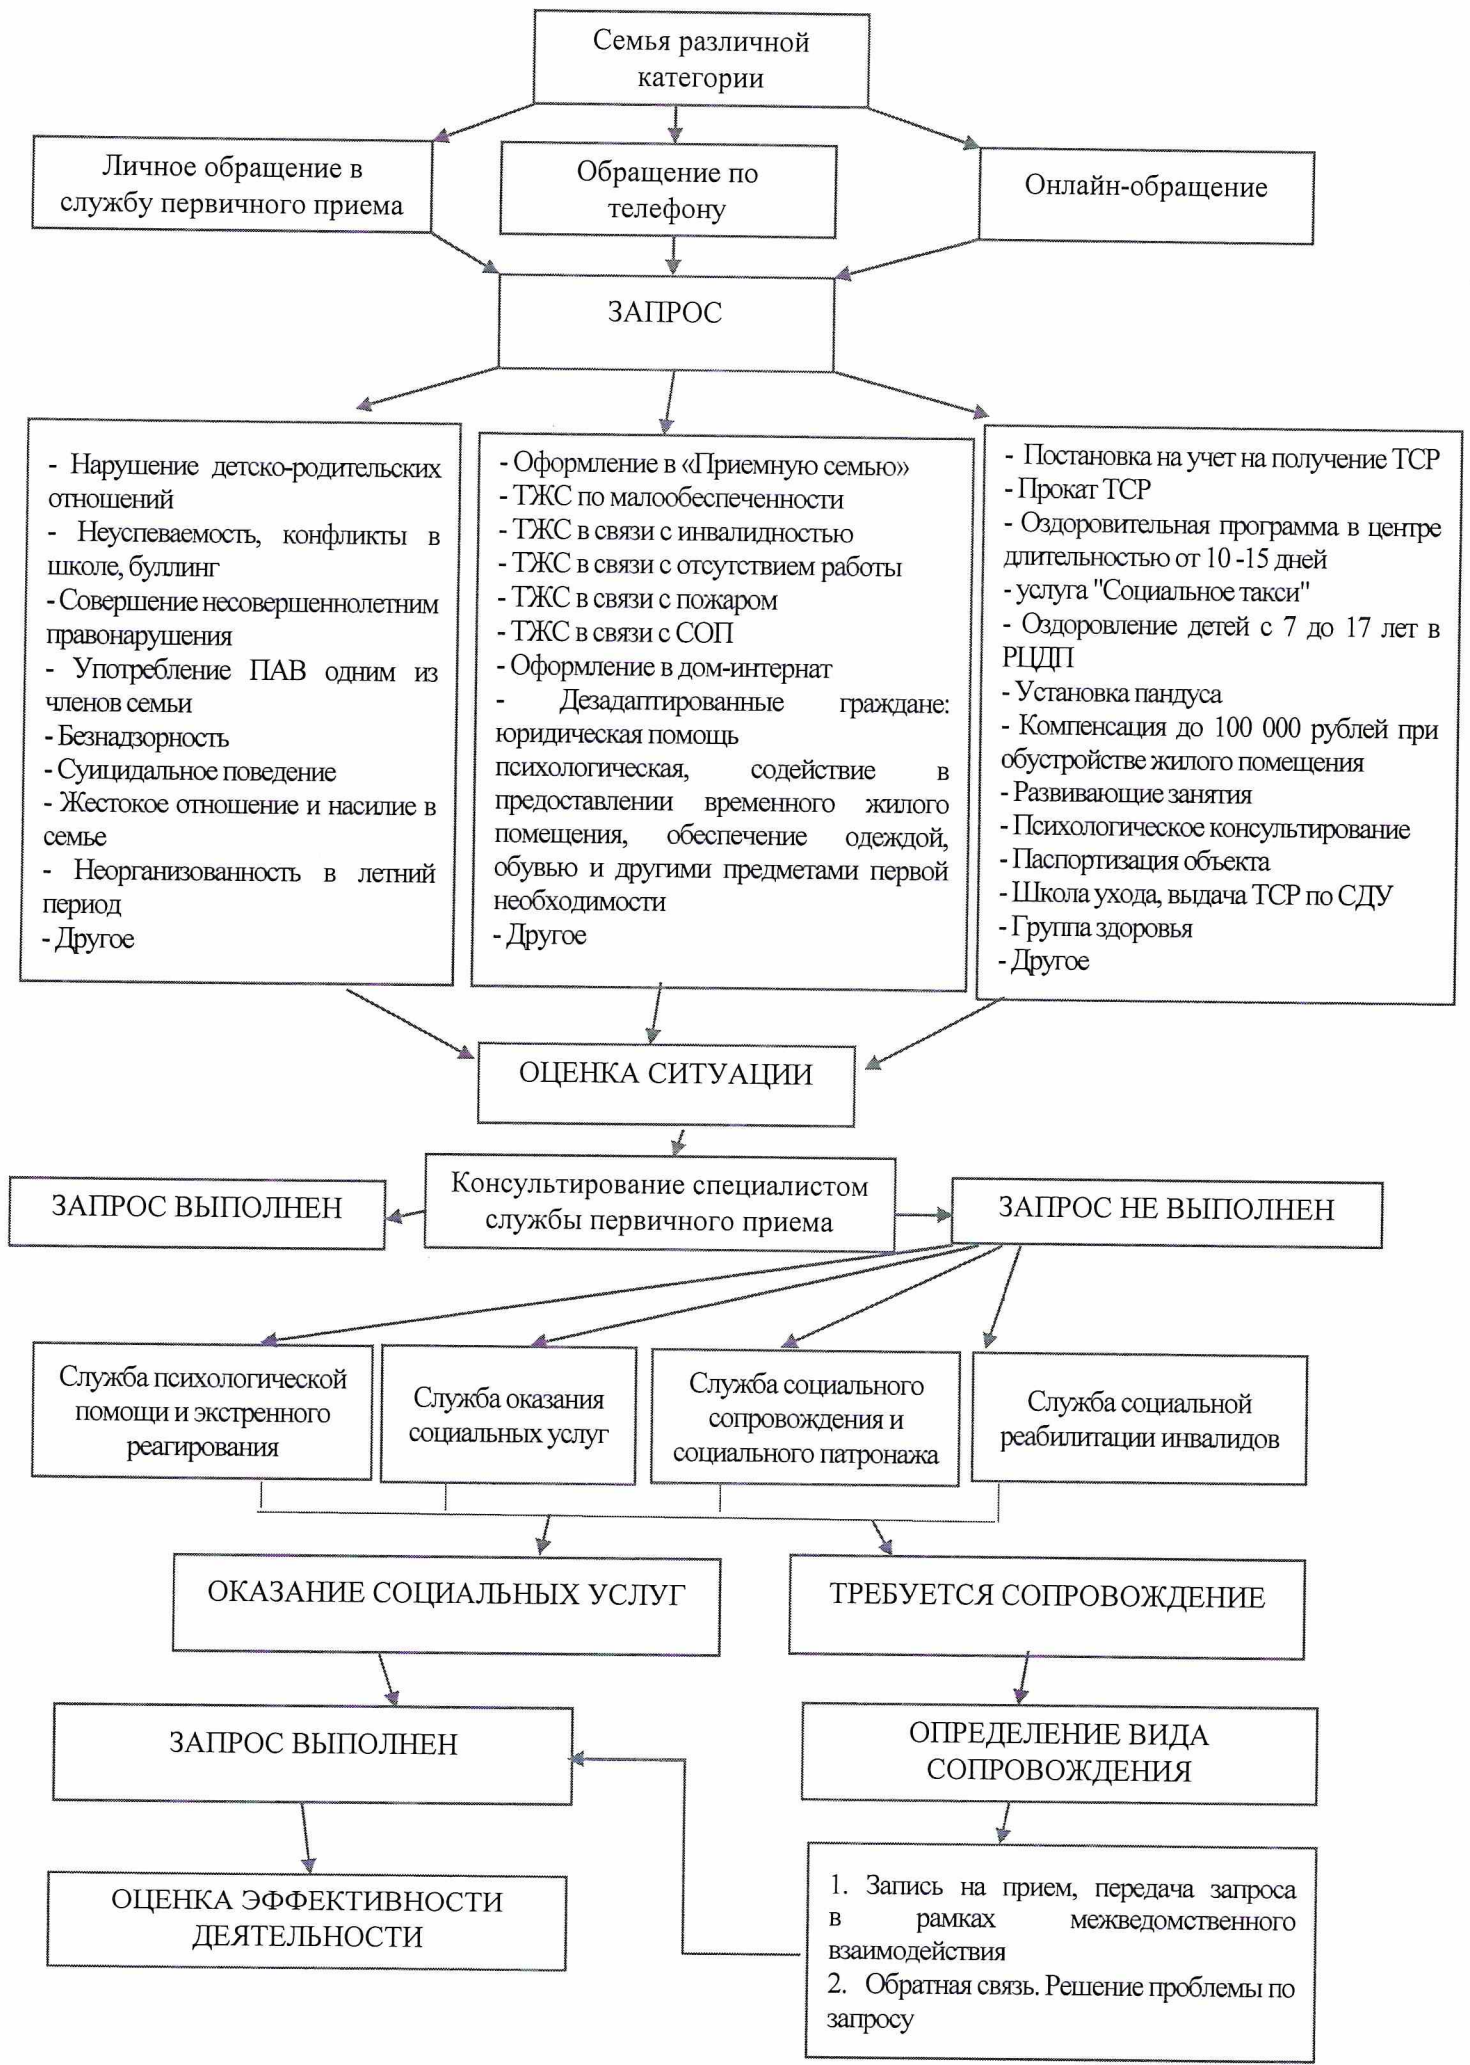 Семья различной
категории
Личное обращение в
службу первичного приема
Обращение по
телефону
Онлайн-обращение
ЗАПРОС
- Нарушение детско-родительских
отношений
- Неуспеваемость, конфликты в
школе, буллинг
- Совершение несовершеннолетним
правонарушения
- Употребление ПАВ одним из
членов семьи
- Безнадзорность
- Суицидальное поведение
- Жестокое отношение и насилие в
семье
- Неорганизованность в летний
период
- Другое
- Оформление в «Приемную семью»
- ТЖС по малообеспеченности
- ТЖС в связи с инвалидностью
- ТЖС в связи с отсутствием работы
- ТЖС в связи с пожаром
- ТЖС в связи с СОП
- Оформление в дом-интернат
- Дезадаптированные граждане:
юридическая помощь
психологическая, содействие в
предоставлении временного жилого
помещения, обеспечение одеждой,
обувью и другими предметами первой
необходимости
- Другое
- Постановка на учет на получение ТСР
- Прокат ТСР
- Оздоровительная программа в центре
длительностью от 10 -15 дней
- услуга "Социальное такси"
- Оздоровление детей с 7 до 17 лет в
РЦДП
- Установка пандуса
- Компенсация до 100 000 рублей при
обустройстве жилого помещения
- Развивающие занятия
- Психологическое консультирование
- Паспортизация объекта
- Школа ухода, выдача ТСР по СДУ
- Группа здоровья
- Другое
ОЦЕНКА СИТУАЦИИ
ЗАПРОС ВЫПОЛНЕН
Консультирование специалистом
службы первичного приема
ЗАПРОС НЕ ВЫПОЛНЕН
Служба психологической
помощи и экстренного
реагирования
Служба оказания
социальных услуг
Служба социального
сопровождения и
социального патронажа
Служба социальной
реабилитации инвалидов
ОКАЗАНИЕ СОЦИАЛЬНЫХ УСЛУГ
ТРЕБУЕТСЯ СОПРОВОЖДЕНИЕ
ЗАПРОС ВЫПОЛНЕН
ОПРЕДЕЛЕНИЕ ВИДА
СОПРОВОЖДЕНИЯ
ОЦЕНКА ЭФФЕКТИВНОСТИ
ДЕЯТЕЛЬНОСТИ
1. Запись на прием, передача запроса
в рамках межведомственного
взаимодействия
2. Обратная связь. Решение проблемы по
запросу